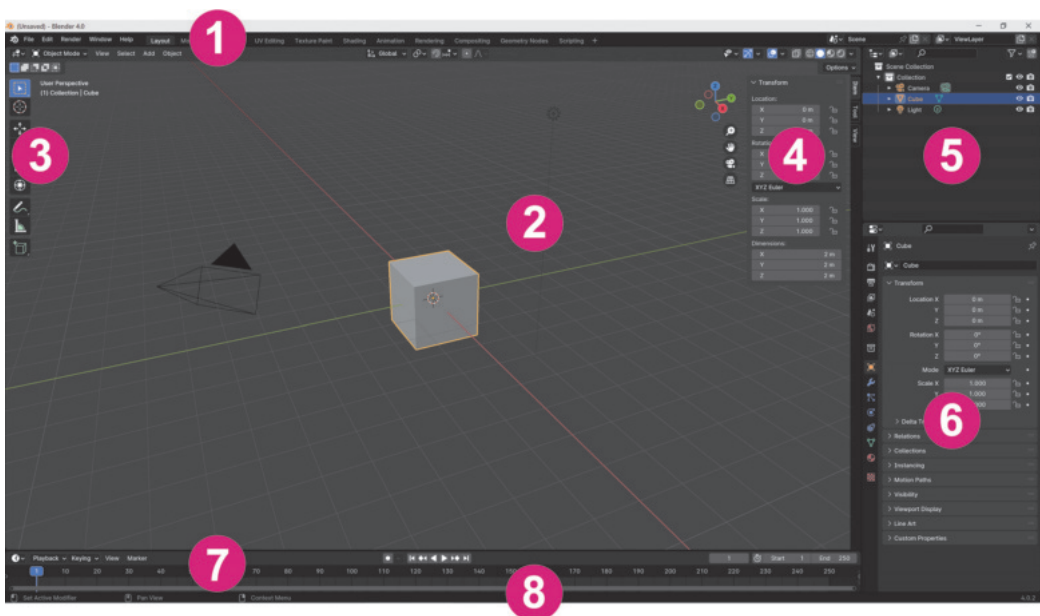 (Unsaved) - Blender 4.0
File Edit Render Window Help Layout UV Editing Texture Paint Shading Animation Rendering Compositing Geometry Nodes Scripting + Scene ViewLayer
1
Object Mode View Select Add Object Global
Options
User Perspective
(1) Collection | Cube
3
2
Transform
Location:
X 0 m
Y 0 m
Z
X
Y
Z
XYZ Euler
Scale:
X 1.000
Y 1.000
Z 1.000
Dimensions:
X 2 m
Y 2 m
Z 2 m
4
Item
Tool
View
Scene Collection
Collection
Camera
Cube
Light
5
Cube
Cube
Transform
Location X 0 m
Y 0 m
Z 0 m
Rotation X 0°
Y 0°
Z 0°
Mode XYZ Euler
Scale X 1.000
Y 1.000
6
Relations
Collections
Instancing
Motion Paths
Visibility
Viewport Display
Line Art
Custom Properties
Playback Keying View Marker 1 Start 1 End 250
7
1 10 20 30 40 70 80 90 100 110 120 130 140 150 160 170 180 190 200 210 220 230 240 250
8
Set Active Modifier Pan View Context Menu 4.0.2